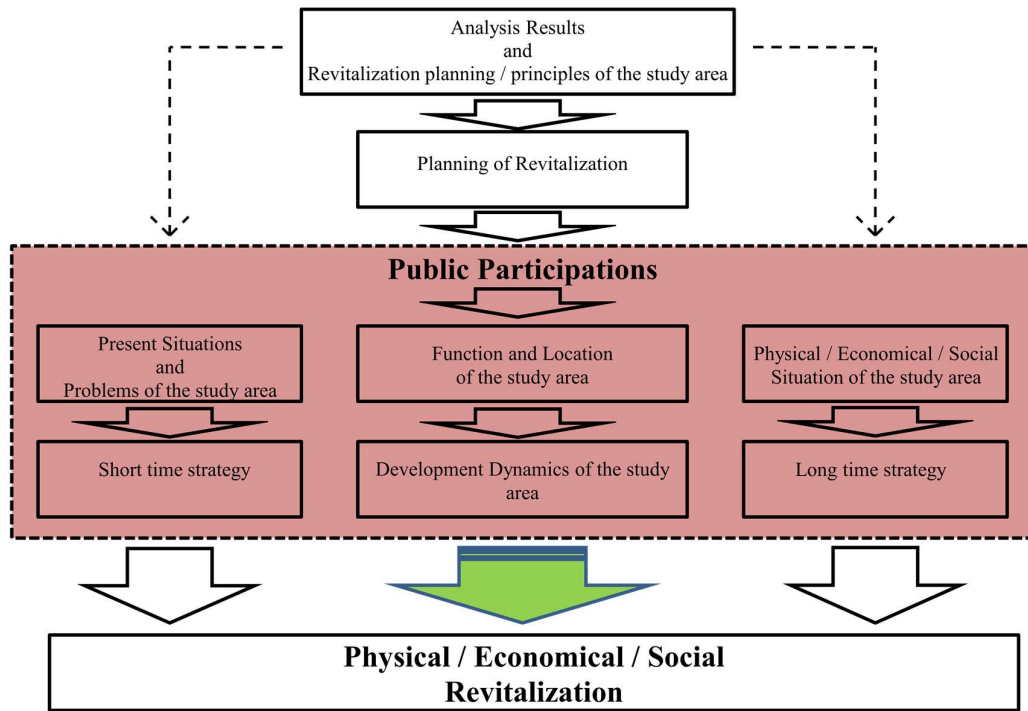 Analysis Results
and
Revitalization planning / principles of the study area
Planning of Revitalization
Public Participations
Present Situations
and
Problems of the study area
Function and Location
of the study area
Physical / Economical / Social
Situation of the study area
Short time strategy
Development Dynamics of the study
area
Long time strategy
Physical / Economical / Social
Revitalization